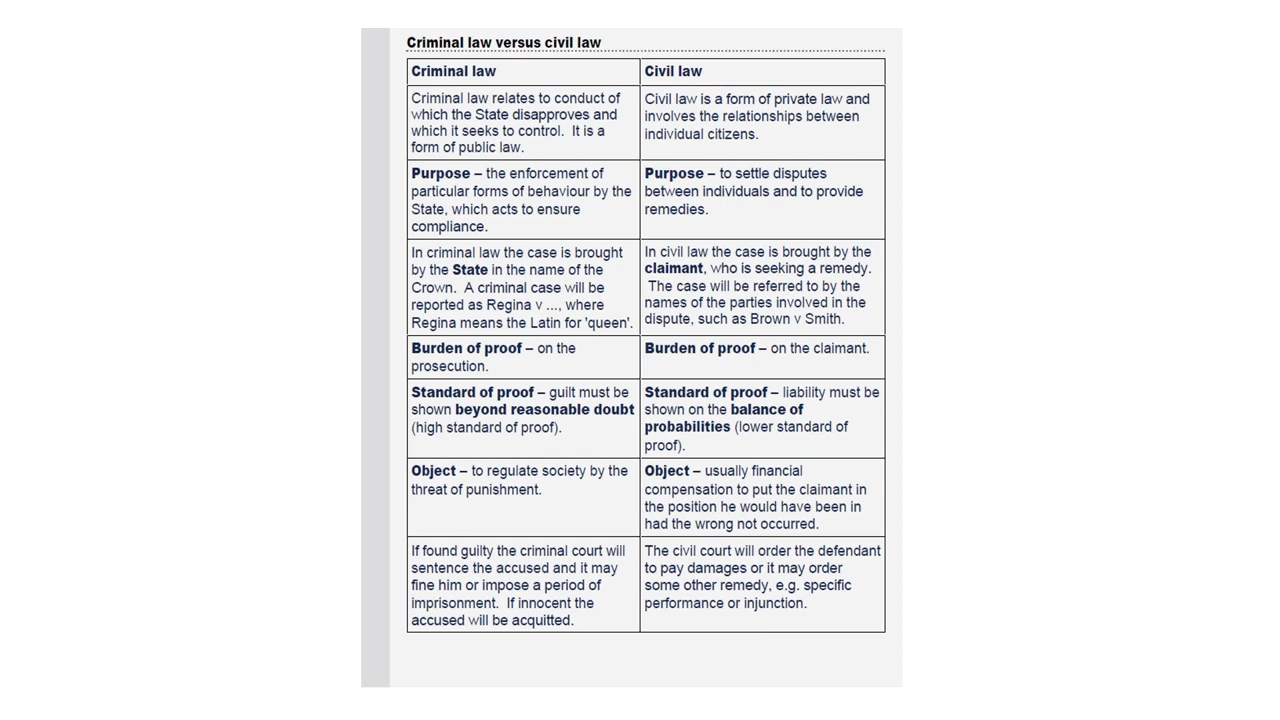 Criminal law versus civil law
Criminal law
Civil law
Criminal law relates to conduct of
which the State disapproves and
which it seeks to control.  It is a
form of public law.
Civil law is a form of private law and
involves the relationships between
individual citizens.
Purpose – the enforcement of
particular forms of behaviour by the
State, which acts to ensure
compliance.
Purpose – to settle disputes
between individuals and to provide
remedies.
In criminal law the case is brought
by the State in the name of the
Crown.  A criminal case will be
reported as Regina v ..., where
Regina means the Latin for 'queen'.
In civil law the case is brought by the
claimant, who is seeking a remedy.
The case will be referred to by the
names of the parties involved in the
dispute, such as Brown v Smith.
Burden of proof – on the
prosecution.
Burden of proof – on the claimant.
Standard of proof – guilt must be
shown beyond reasonable doubt
(high standard of proof).
Standard of proof – liability must be
shown on the balance of
probabilities (lower standard of
proof).
Object – to regulate society by the
threat of punishment.
Object – usually financial
compensation to put the claimant in
the position he would have been in
had the wrong not occurred.
If found guilty the criminal court will
sentence the accused and it may
fine him or impose a period of
imprisonment.  If innocent the
accused will be acquitted.
The civil court will order the defendant
to pay damages or it may order
some other remedy, e.g. specific
performance or injunction.